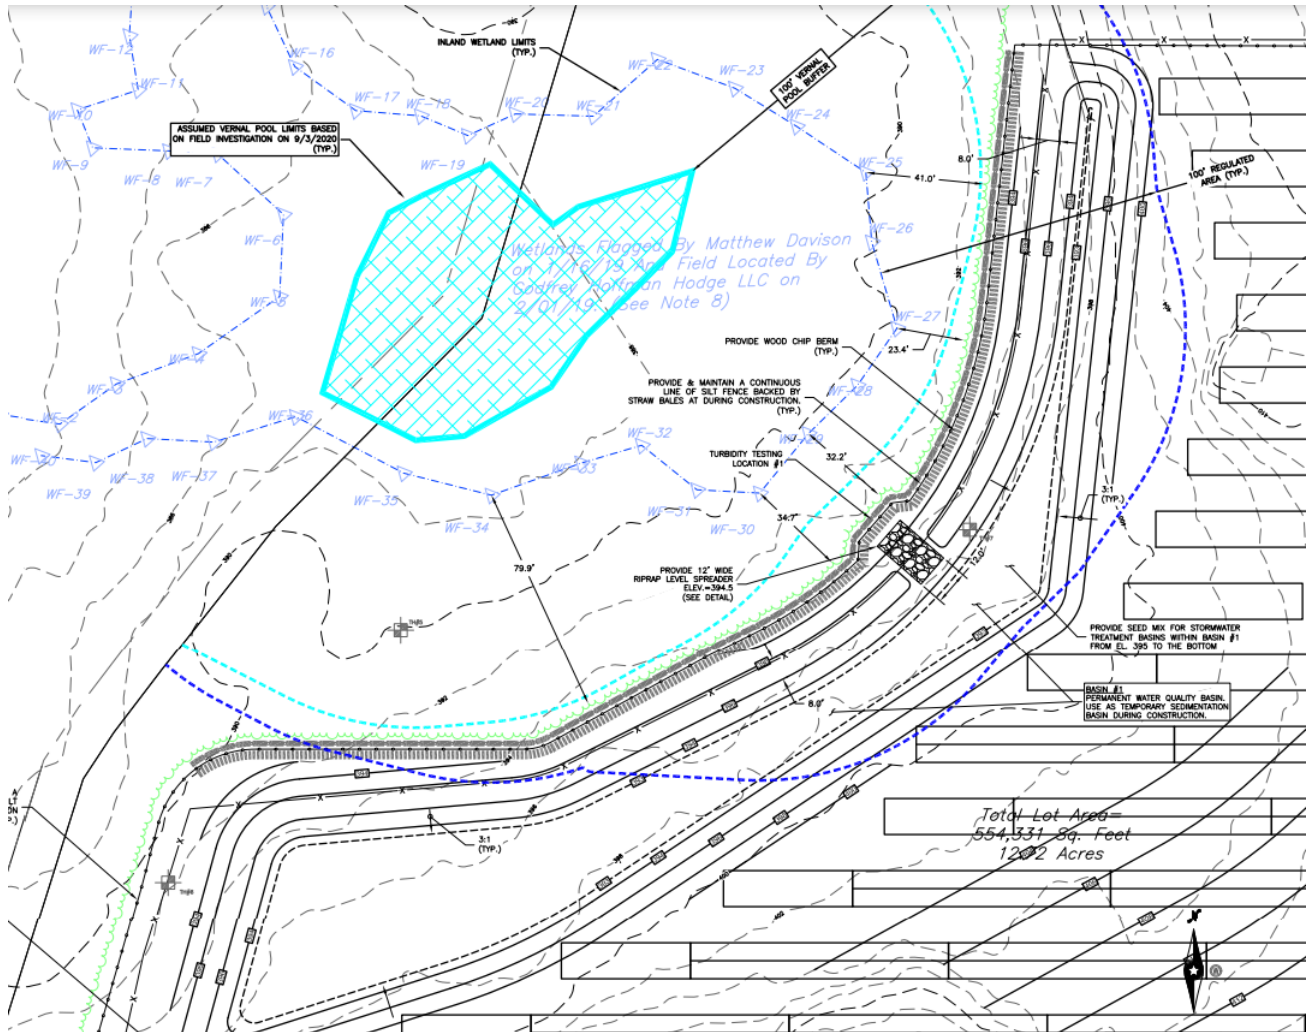 WF-12
WF-11
WF-10
WF-9
WF-8
WF-7
WF-6
WF-5
WF-4
WF-3
WF-2
WF-16
WF-17
WF-18
WF-19
WF-20
WF-21
WF-22
WF-23
WF-24
WF-25
WF-26
WF-27
WF-28
WF-29
WF-30
WF-31
WF-32
WF-33
WF-34
WF-35
WF-36
WF-37
WF-38
WF-39
INLAND WETLAND LIMITS
(TYP.)
100' VERNAL
POOL BUFFER
ASSUMED VERNAL POOL LIMITS BASED
ON FIELD INVESTIGATION ON 9/3/2020
(TYP.)
Wetlands Flagged By Matthew Davison
on 1/16/19 And Field Located By
Godfrey Hoffman Hodge LLC on
2/01/19. (See Note 8)
8.0'
41.0'
100' REGULATED
AREA (TYP.)
23.4'
PROVIDE WOOD CHIP BERM
(TYP.)
PROVIDE & MAINTAIN A CONTINUOUS
LINE OF SILT FENCE BACKED BY
STRAW BALES AT DURING CONSTRUCTION.
(TYP.)
TURBIDITY TESTING
LOCATION #1
32.2'
34.7'
79.9'
PROVIDE 12" WIDE
RIPRAP LEVEL SPREADER
ELEV.=394.5
(SEE DETAIL)
12.0'
3:1
(TYP.)
PROVIDE SEED MIX FOR STORMWATER
TREATMENT BASINS WITHIN BASIN #1
FROM EL. 395 TO THE BOTTOM
BASIN #1
PERMANENT WATER QUALITY BASIN.
USE AS TEMPORARY SEDIMENTATION
BASIN DURING CONSTRUCTION.
8.0'
3:1
(TYP.)
Total Lot Area=
554,331 Sq. Feet
Acres
390
390
390
402
N